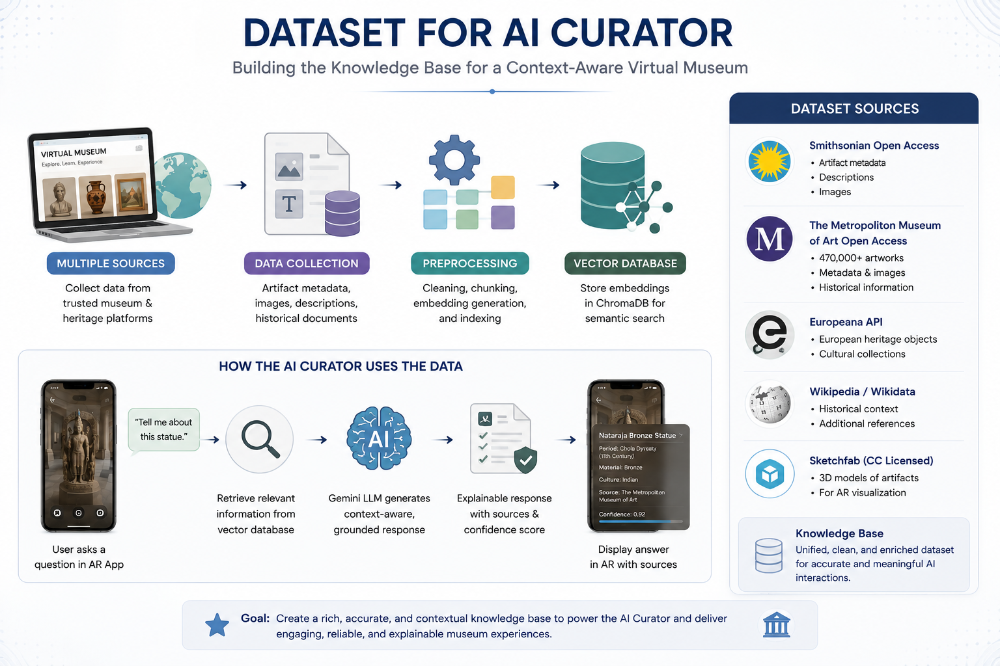 DATASET FOR AI CURATOR
Building the Knowledge Base for a Context-Aware Virtual Museum
VIRTUAL MUSEUM
Explore. Learn. Experience
MULTIPLE SOURCES
Collect data from
trusted museum &
heritage platforms
T
DATA COLLECTION
Artifact metadata,
images, descriptions,
historical documents
PREPROCESSING
Cleaning, chunking,
embedding generation,
and indexing
VECTOR DATABASE
Store embeddings
in ChromaDB for
semantic search
HOW THE AI CURATOR USES THE DATA
"Tell me about
this statue."
User asks a
question in AR App
Retrieve relevant
information from
vector database
AI
Gemini LLM generates
context-aware,
grounded response
Explainable response
with sources &
confidence score
Nataraja Bronze Statue
Period: Chola Dynasty
(11th Century)
Material: Bronze
Culture: Indian
Source: The Metropolitan
Museum of Art
Confidence: 0.92
Display answer
in AR with sources
DATASET SOURCES
Smithsonian Open Access
• Artifact metadata
• Descriptions
• Images
M
The Metropoliton Museum
of Art Open Access
• 470,000+ artworks
• Metadata & images
• Historical information
e
Europeana API
• European heritage objects
• Cultural collections
Wikipedia / Wikidata
• Historical context
• Additional references
Sketchfab (CC Licensed)
• 3D models of artifacts
• For AR visualization
Knowledge Base
Unified, clean, and enriched dataset
for accurate and meaningful AI
interactions.
Goal: Create a rich, accurate, and contextual knowledge base to power the AI Curator and deliver
engaging, reliable, and explainable museum experiences.